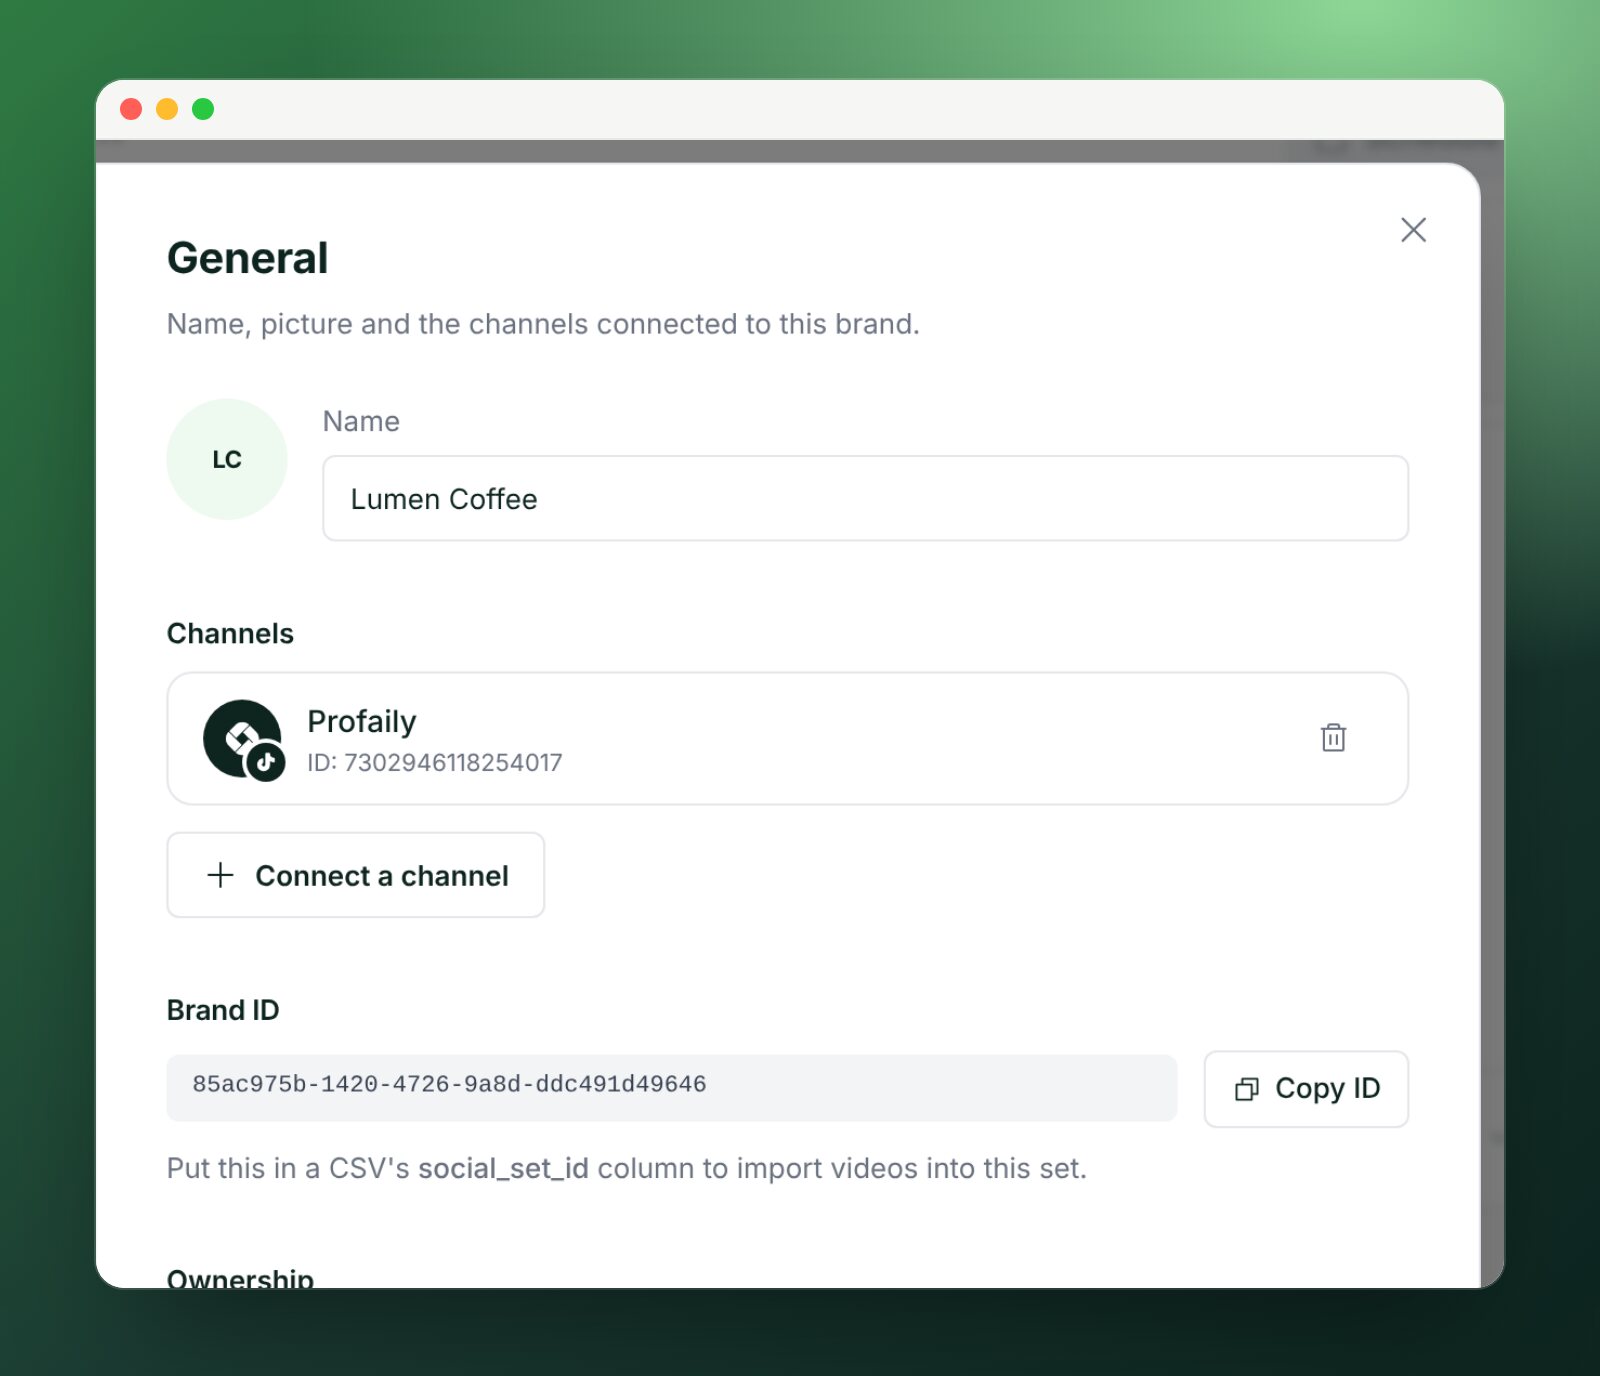 General
Name, picture and the channels connected to this brand.
LC
Name
Lumen Coffee
Channels
Profaily
ID: 7302946118254017
Connect a channel
Brand ID
85ac975b-1420-4726-9a8d-ddc491d49646
Copy ID
Put this in a CSV's social_set_id column to import videos into this set.
Ownership